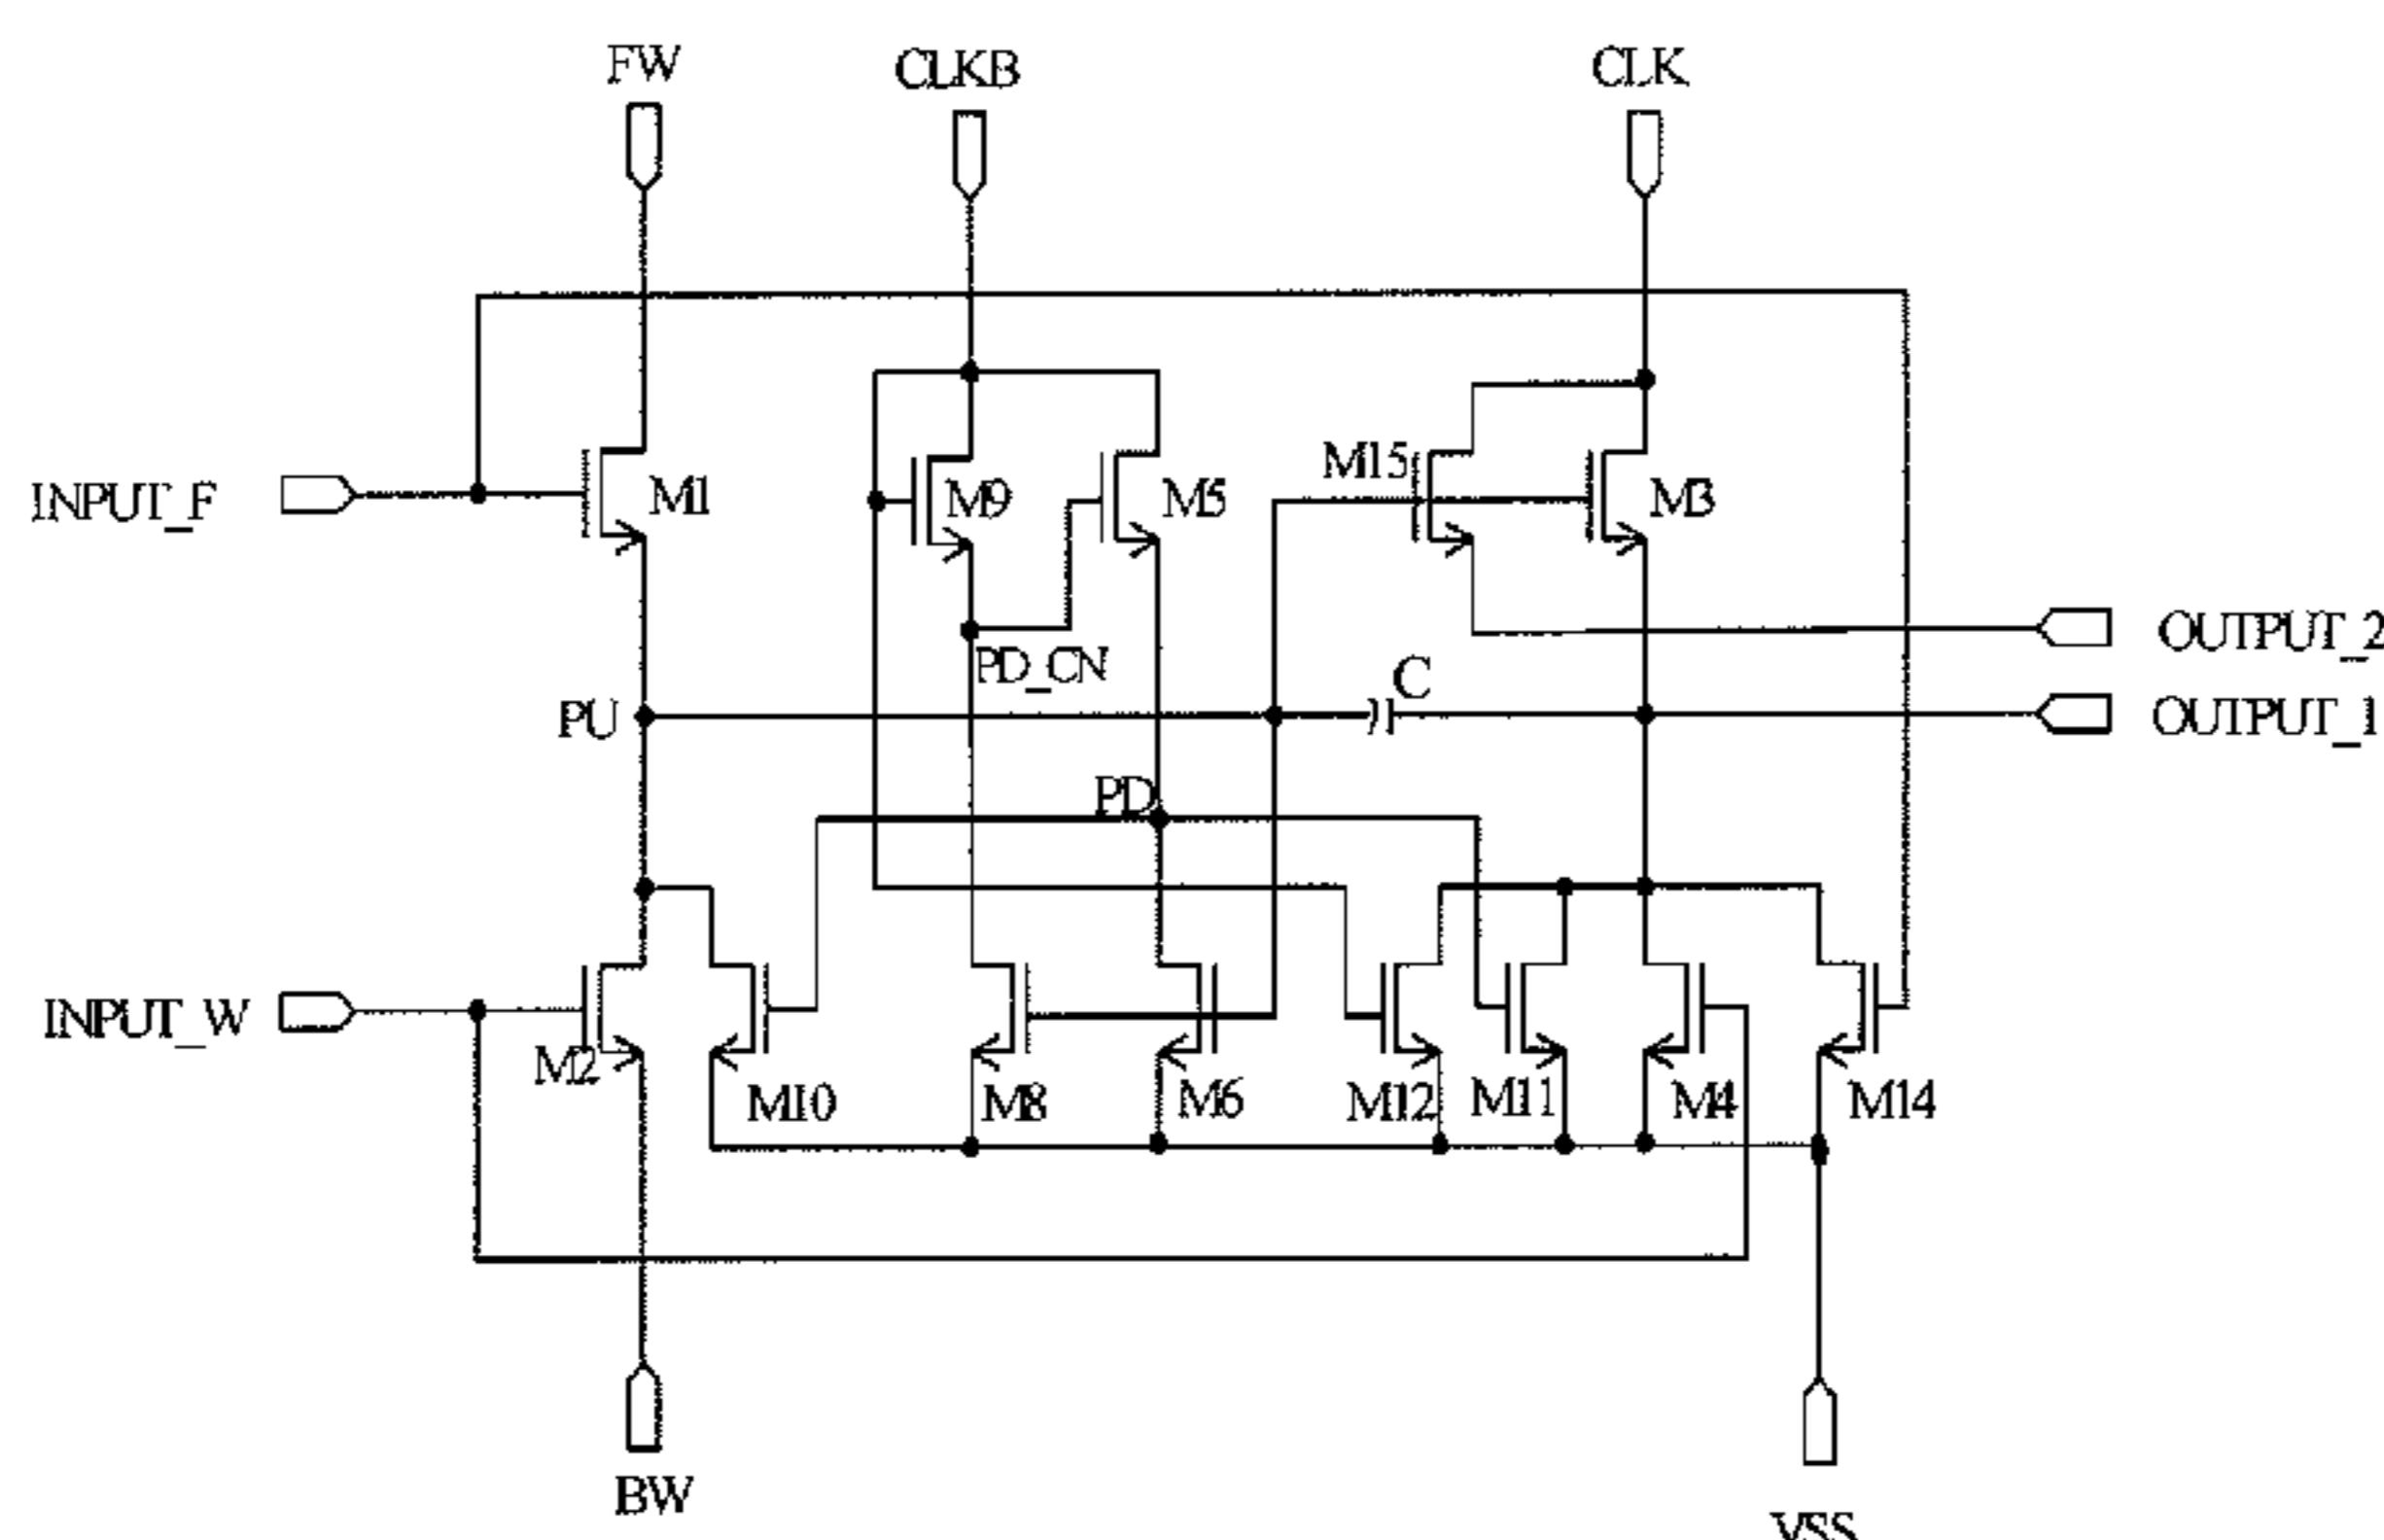 FW
CLKB
CLK
INPUT_F
M1
M9
M5
M15
M3
OUTPUT_2
PD_CN
C
PU
OUTPUT_1
PD
INPUT_W
M2
M10
M8
M6
M12
M11
M4
M14
BW
VSS